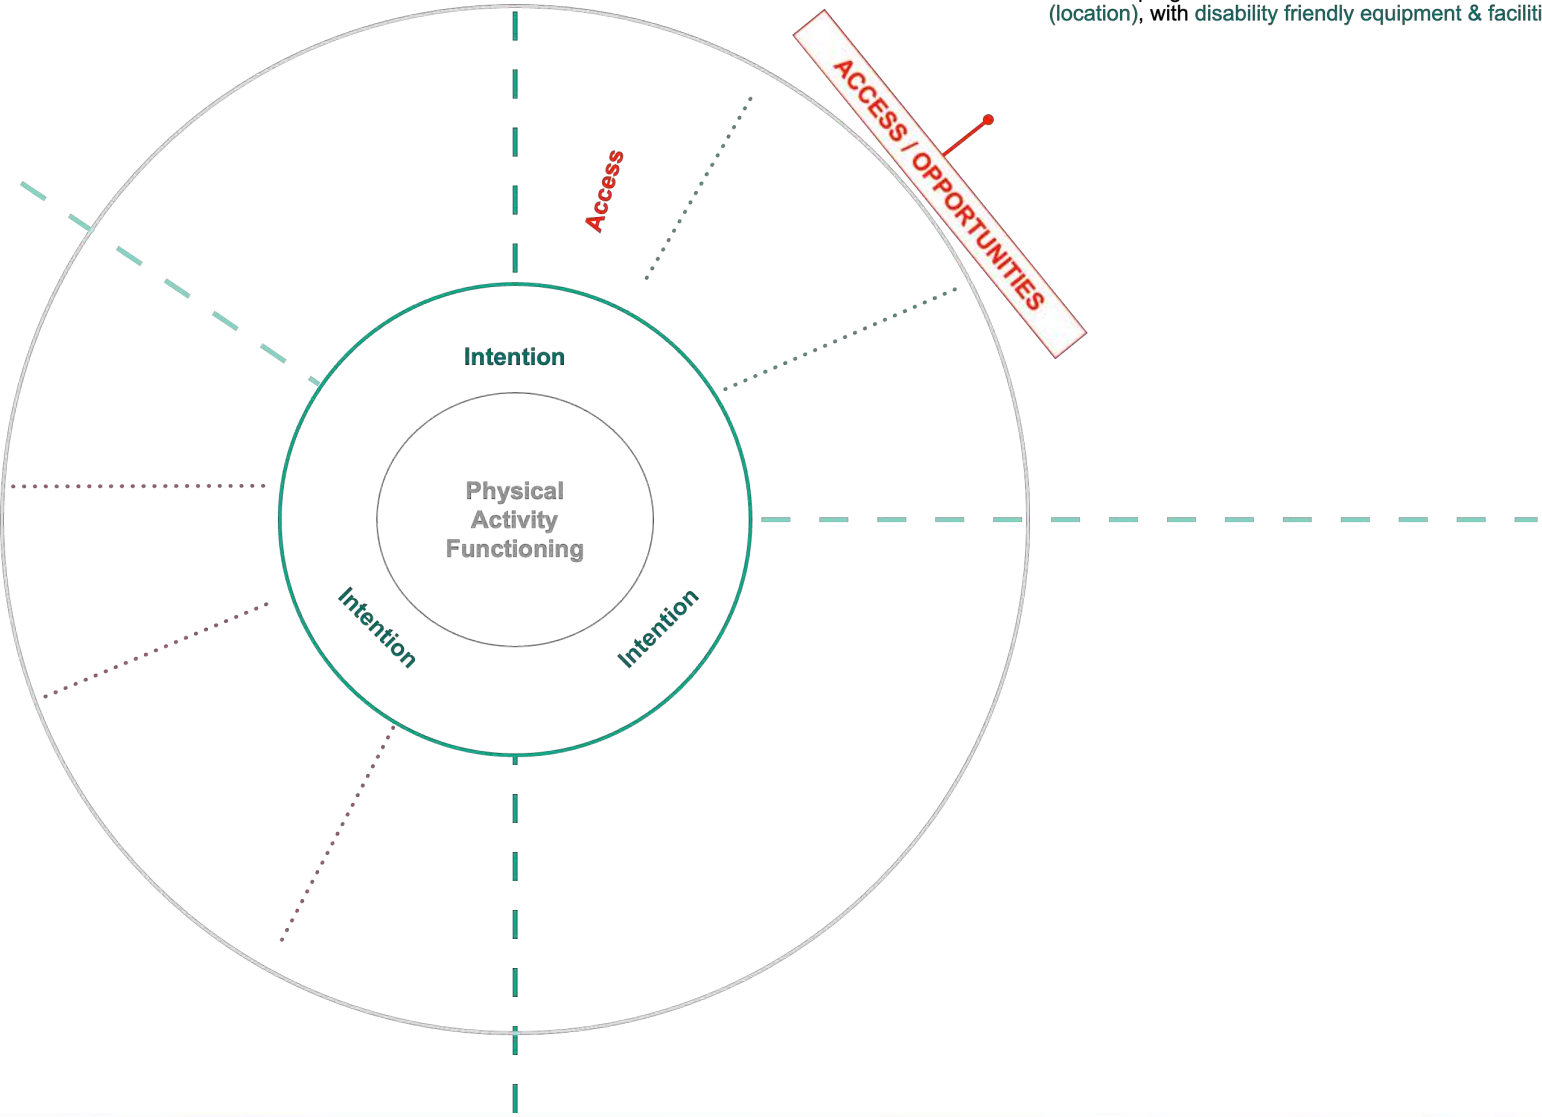 (location), with disability friendly equipment & faciliti
ACCESS / OPPORTUNITIES
Access
Intention
Physical
Activity
Functioning
Intention
Intention